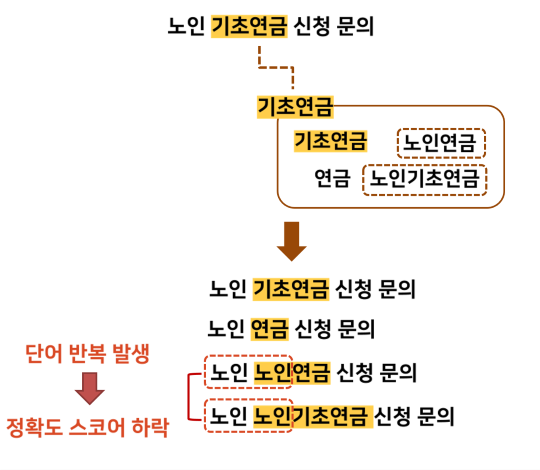 노인 기초연금 신청 문의
기초연금
기초연금 노인연금
연금 노인기초연금
노인 기초연금 신청 문의
노인 연금 신청 문의
단어 반복 발생
노인 노인연금 신청 문의
노인 노인기초연금 신청 문의
정확도 스코어 하락